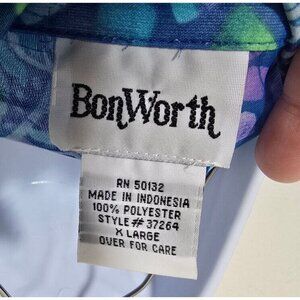 BonWorth
RN 50132
MADE IN INDONESIA
100% POLYESTER
STYLE# 37264
X LARGE
OVER FOR CARE